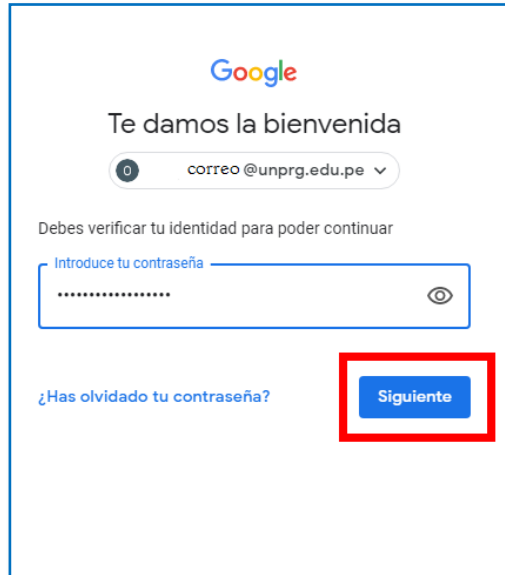 Google
Te damos la bienvenida
O correo @unprg.edu.pe
Debes verificar tu identidad para poder continuar
Introduce tu contraseña
••••••••••••••••••
¿Has olvidado tu contraseña? Siguiente